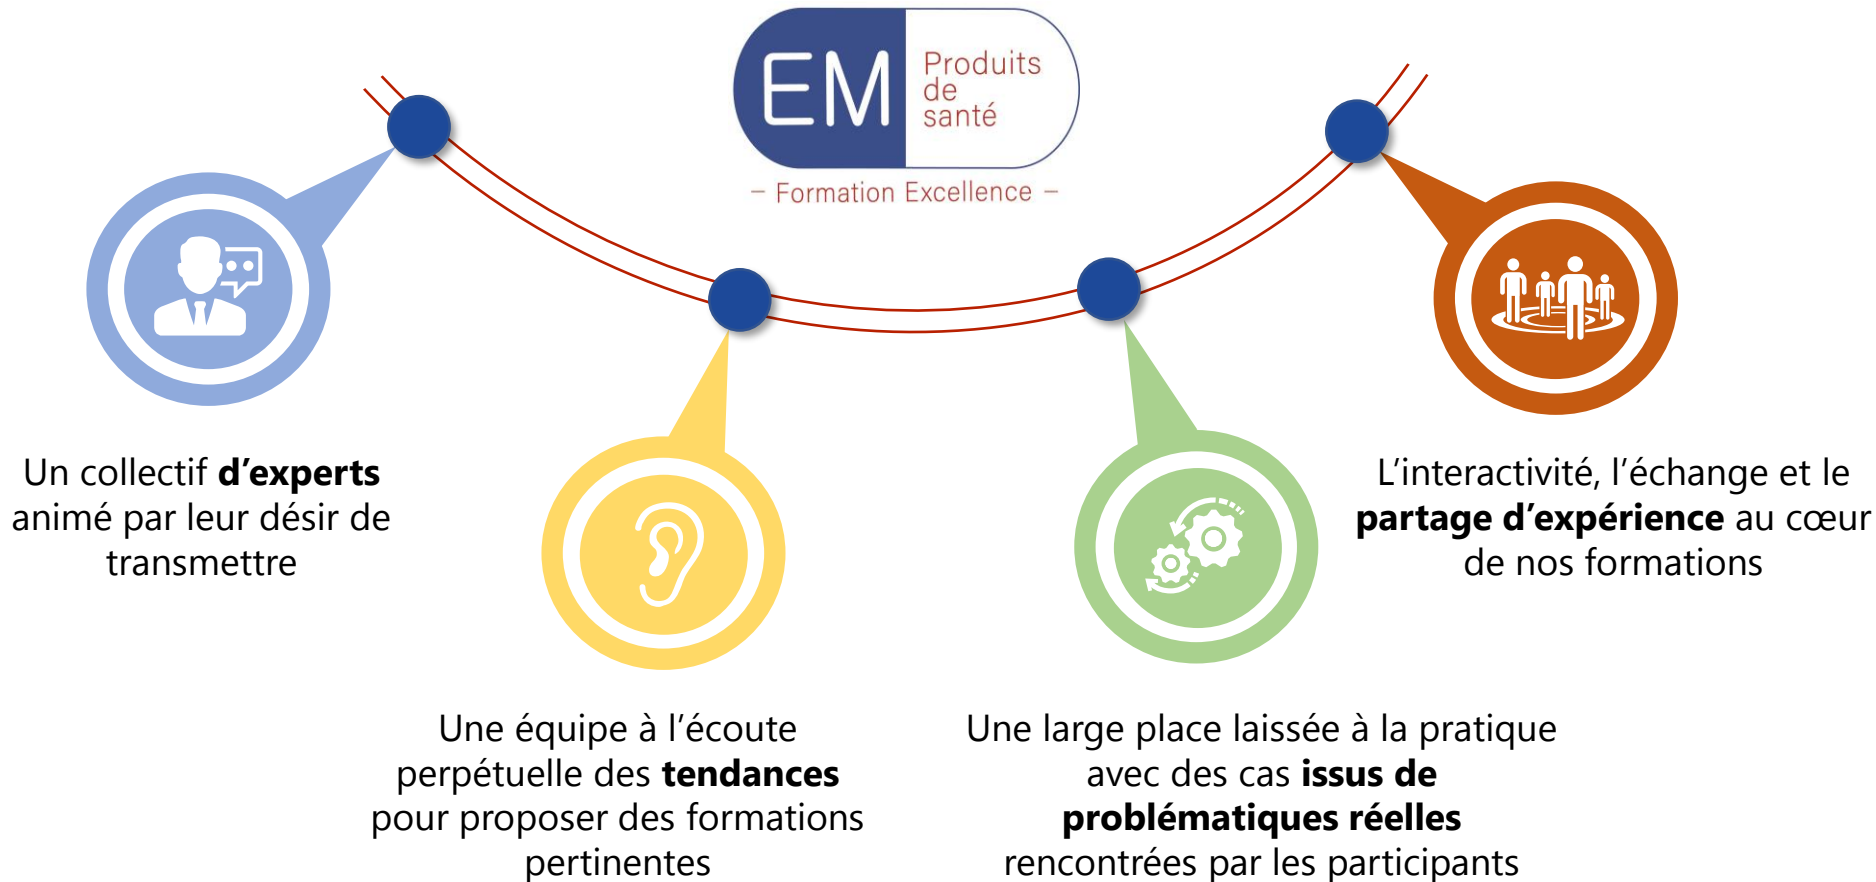 EM
Produits
de
santé
– Formation Excellence –
Un collectif d’experts
animé par leur désir de
transmettre
Une équipe à l’écoute
perpétuelle des tendances
pour proposer des formations
pertinentes
Une large place laissée à la pratique
avec des cas issus de
problématiques réelles
rencontrées par les participants
L’interactivité, l’échange et le
partage d’expérience au cœur
de nos formations